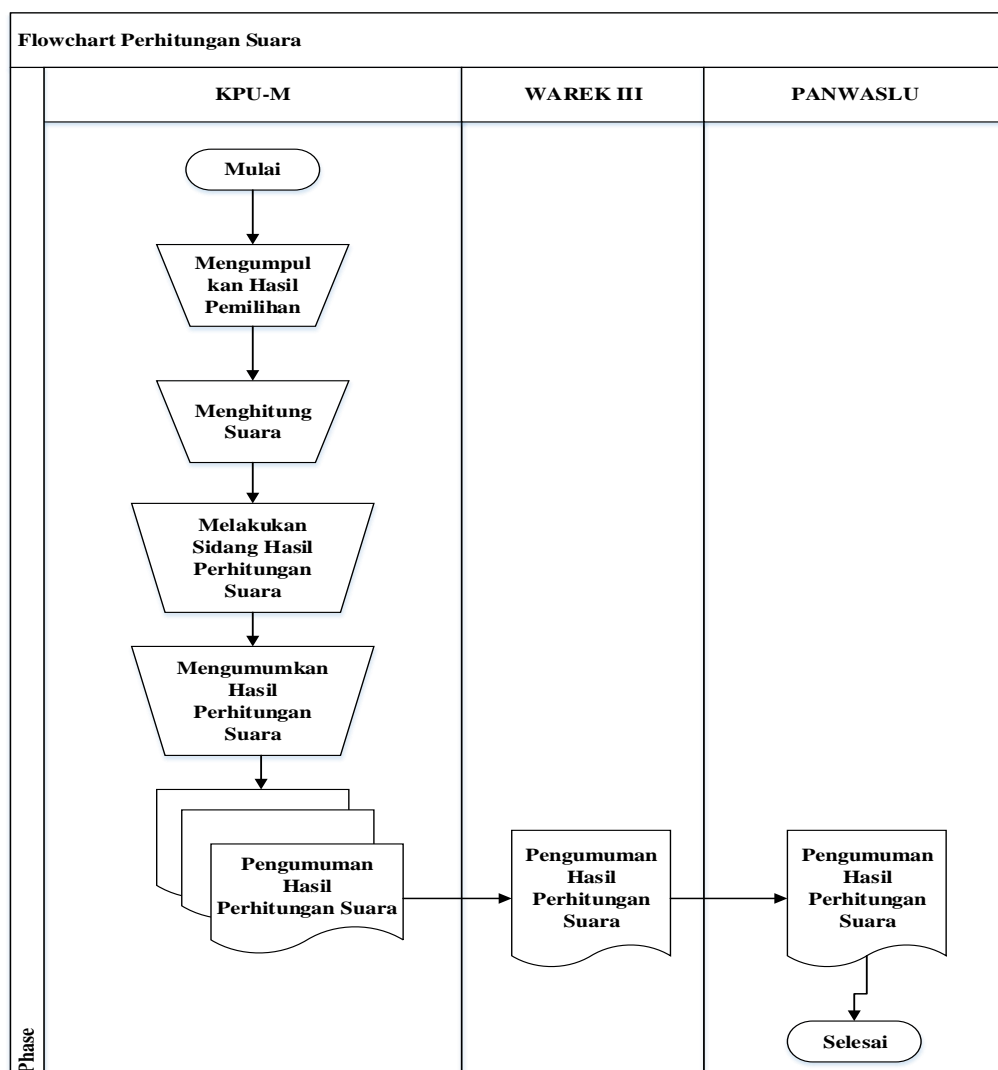 Flowchart Perhitungan Suara
KPU-M
WAREK III
PANWASLU
Mulai
Mengumpul
kan Hasil
Pemilihan
Menghitung
Suara
Melakukan
Sidang Hasil
Perhitungan
Suara
Mengumumkan
Hasil
Perhitungan
Suara
Pengumuman
Hasil
Perhitungan Suara
Pengumuman
Hasil
Perhitungan
Suara
Pengumuman
Hasil
Perhitungan
Suara
Selesai
Phase